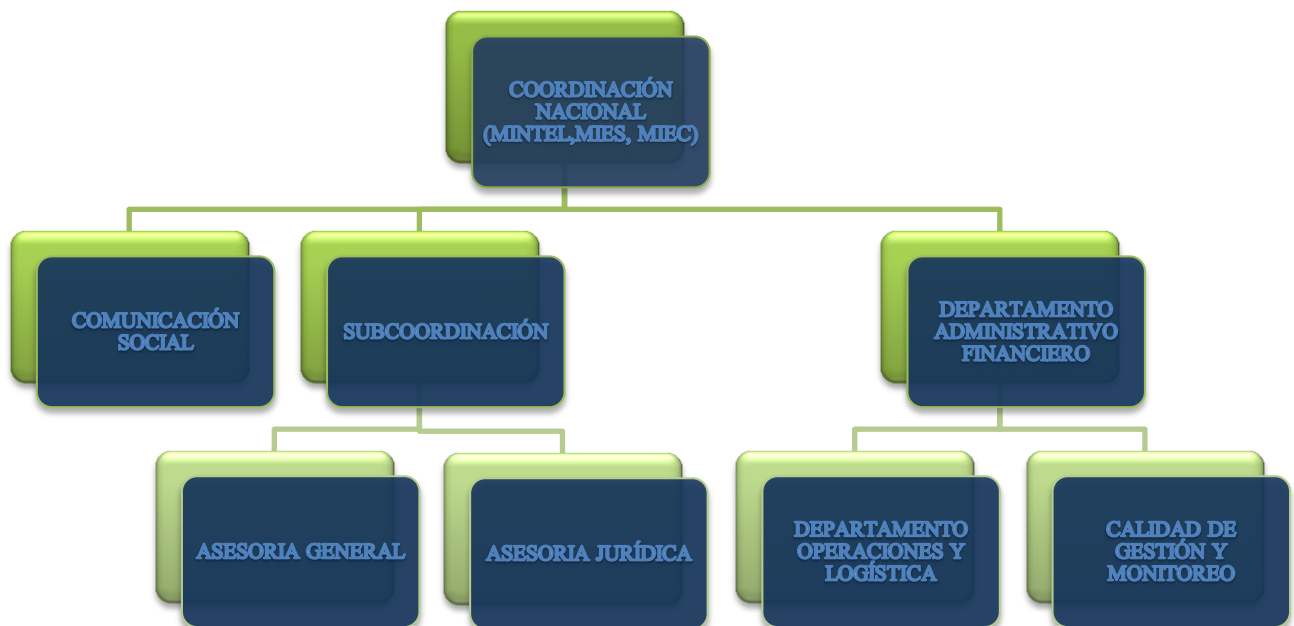 COORDINACIÓN
NACIONAL
(MINTEL,MIES, MIEC)
COMUNICACIÓN
SOCIAL
SUBCOORDINACIÓN
DEPARTAMENTO
ADMINISTRATIVO
FINANCIERO
ASESORIA GENERAL
ASESORIA JURÍDICA
DEPARTAMENTO
OPERACIONES Y
LOGÍSTICA
CALIDAD DE
GESTIÓN Y
MONITOREO